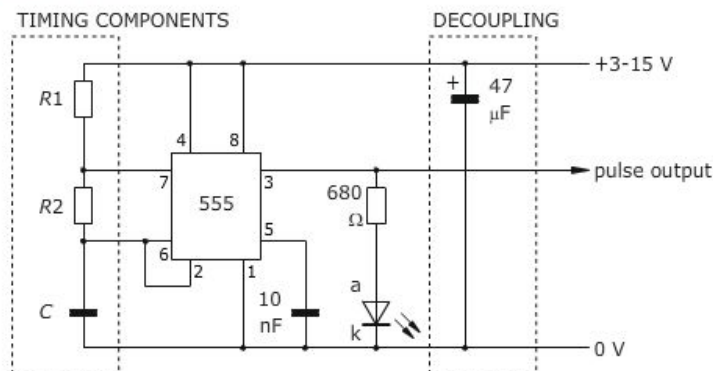 TIMING COMPONENTS
DECOUPLING
+3-15 V
R1
+
47
µF
4
8
7
3
pulse output
R2
555
680
Ω
6
5
2
1
C
10
nF
a
k
0 V